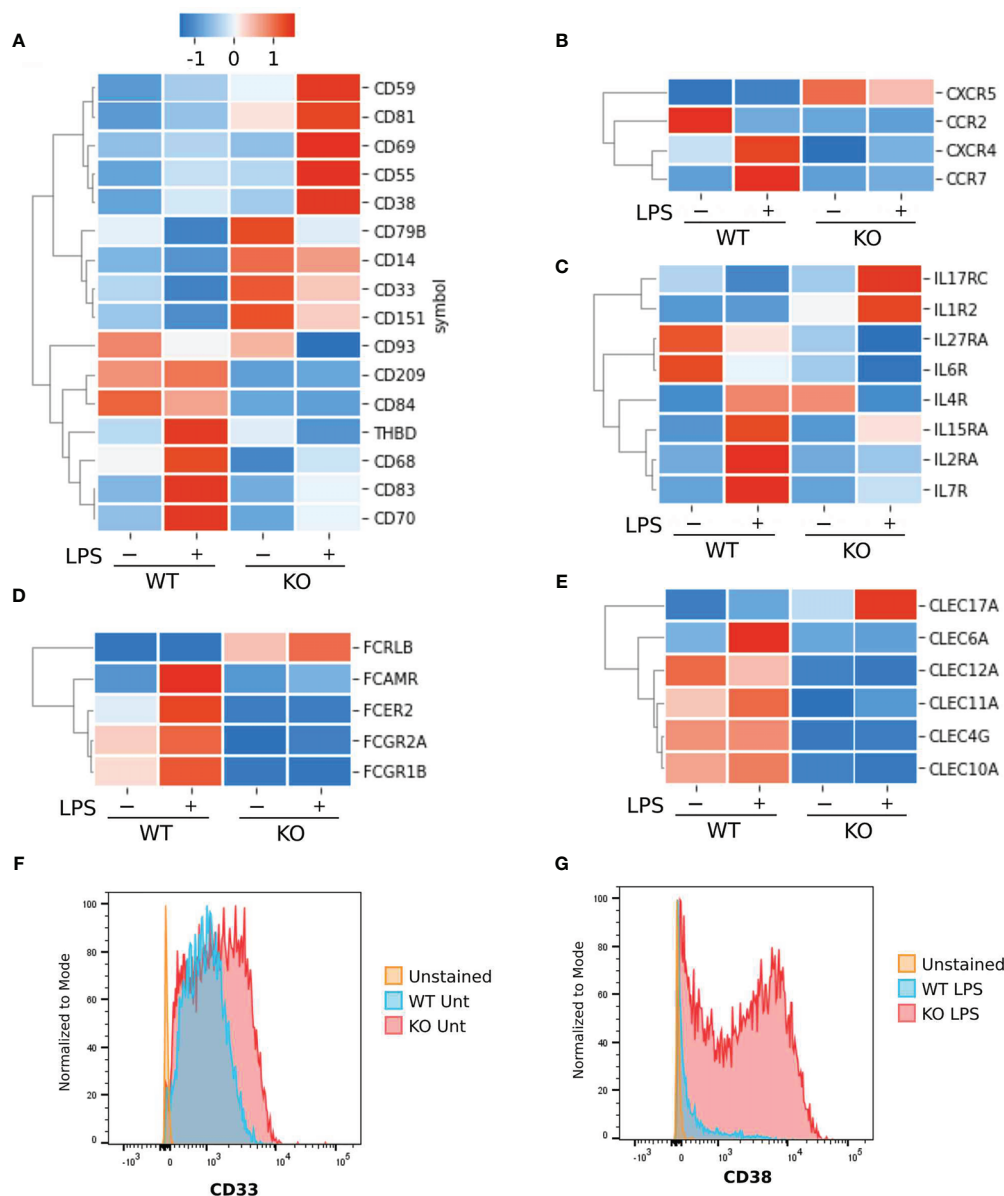 A
-1 0 1
CD59
CD81
CD69
CD55
CD38
CD79B
CD14
CD33
CD151
CD93
CD209
CD84
THBD
CD68
CD83
CD70
symbol
LPS − + − +
WT KO
B
CXCR5
CCR2
CXCR4
CCR7
LPS − + − +
WT KO
C
IL17RC
IL1R2
IL27RA
IL6R
IL4R
IL15RA
IL2RA
IL7R
LPS − + − +
WT KO
D
FCRLB
FCAMR
FCER2
FCGR2A
FCGR1B
LPS − + − +
WT KO
E
CLEC17A
CLEC6A
CLEC12A
CLEC11A
CLEC4G
CLEC10A
LPS − + − +
WT KO
F
Normalized to Mode
100
80
60
40
20
0
-10³ 0 10³ 10⁴ 10⁵
CD33
Unstained
WT Unt
KO Unt
G
Normalized to Mode
100
80
60
40
20
0
-10³ 0 10³ 10⁴ 10⁵
CD38
Unstained
WT LPS
KO LPS